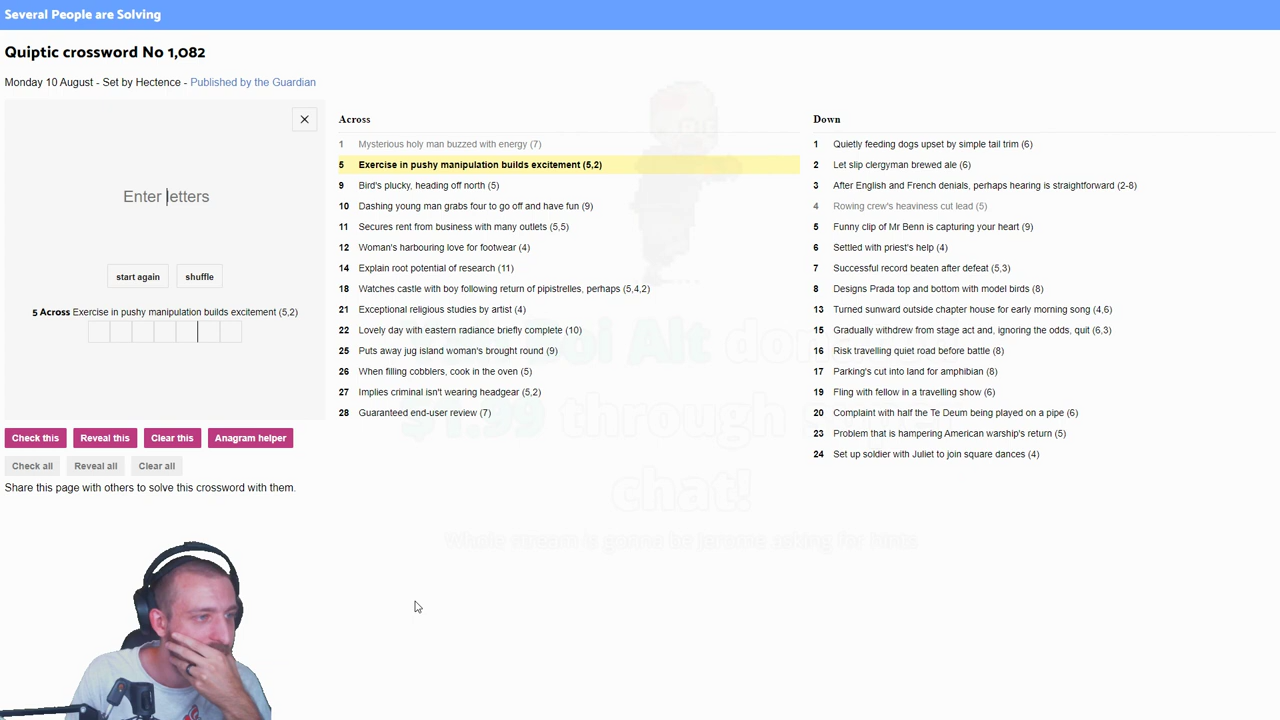 Several People are Solving
Quiptic crossword No 1,082
Monday 10 August - Set by Hectence - Published by the Guardian
Enter letters
start again
shuffle
5 Across Exercise in pushy manipulation builds excitement (5,2)
Check this
Reveal this
Clear this
Anagram helper
Check all
Reveal all
Clear all
Share this page with others to solve this crossword with them.
Across
1 Mysterious holy man buzzed with energy (7)
5 Exercise in pushy manipulation builds excitement (5,2)
9 Bird's plucky, heading off north (5)
10 Dashing young man grabs four to go off and have fun (9)
11 Secures rent from business with many outlets (5,5)
12 Woman's harbouring love for footwear (4)
14 Explain root potential of research (11)
18 Watches castle with boy following return of pipistrelles, perhaps (5,4,2)
21 Exceptional religious studies by artist (4)
22 Lovely day with eastern radiance briefly complete (10)
25 Puts away jug island woman's brought round (9)
26 When filling cobblers, cook in the oven (5)
27 Implies criminal isn't wearing headgear (5,2)
28 Guaranteed end-user review (7)
Down
1 Quietly feeding dogs upset by simple tail trim (6)
2 Let slip clergyman brewed ale (6)
3 After English and French denials, perhaps hearing is straightforward (2-8)
4 Rowing crew's heaviness cut lead (5)
5 Funny clip of Mr Benn is capturing your heart (9)
6 Settled with priest's help (4)
7 Successful record beaten after defeat (5,3)
8 Designs Prada top and bottom with model birds (8)
13 Turned sunward outside chapter house for early morning song (4,6)
15 Gradually withdrew from stage act and, ignoring the odds, quit (6,3)
16 Risk travelling quiet road before battle (8)
17 Parking's cut into land for amphibian (8)
19 Fling with fellow in a travelling show (6)
20 Complaint with half the Te Deum being played on a pipe (6)
23 Problem that is hampering American warship's return (5)
24 Set up soldier with Juliet to join square dances (4)
through
chat!